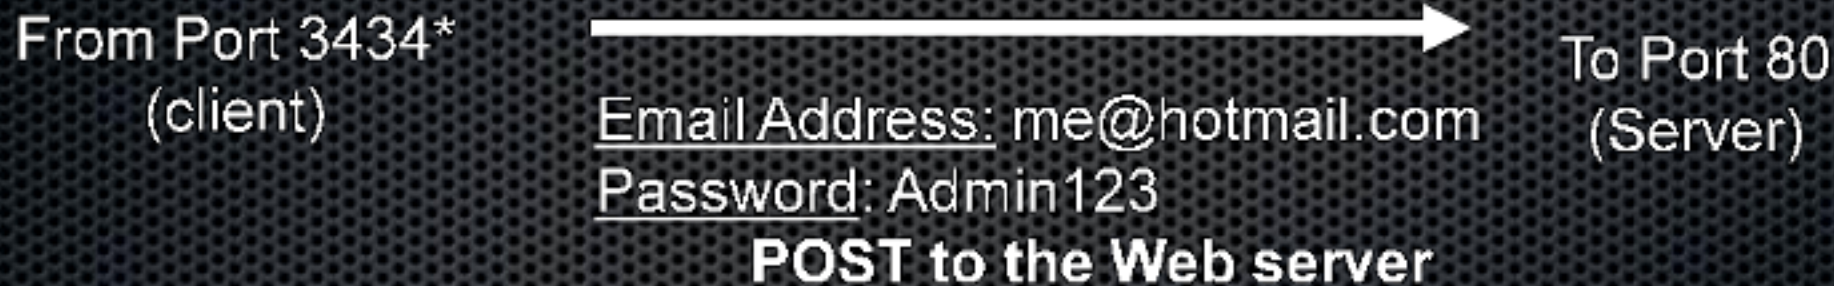 From Port 3434*
(client)
Email Address: me@hotmail.com
Password: Admin123
POST to the Web server
To Port 80
(Server)